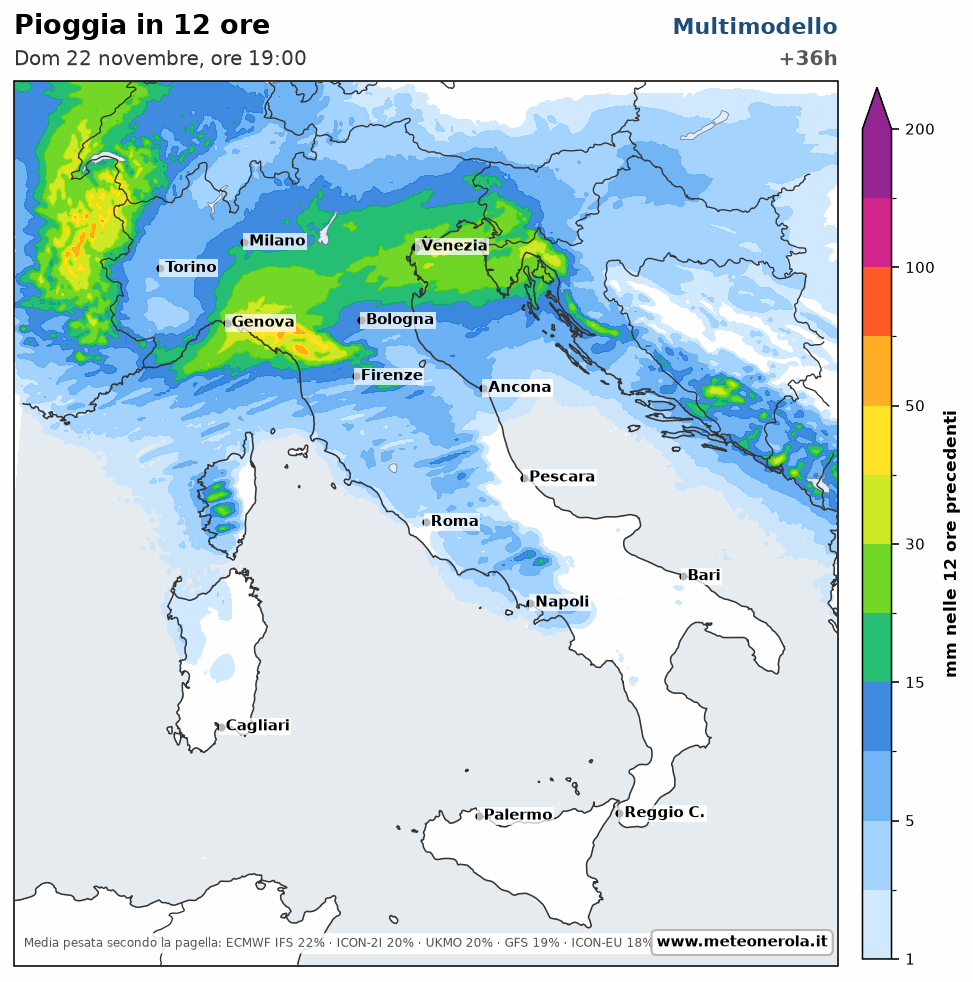 Pioggia in 12 ore
Multimodello
Dom 22 novembre, ore 19:00
+36h
200
100
50
30
15
5
1
mm nelle 12 ore precedenti
Milano
Venezia
Torino
Genova
Bologna
Firenze
Ancona
Pescara
Roma
Bari
Napoli
Cagliari
Palermo
Reggio C.
Media pesata secondo la pagella: ECMWF IFS 22% · ICON-2I 20% · UKMO 20% · GFS 19% · ICON-EU 18%
www.meteonerola.it